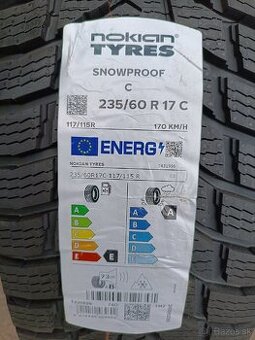 nokian
TYRES
SNOWPROOF
C
235/60 R 17 C
117/115R 170 KM/H
ENERG
NOKIAN TYRES
235/60R17C 117/115 R
A
B
C
D
E
E
A
B
C
D
E
A
B
Bazos.sk